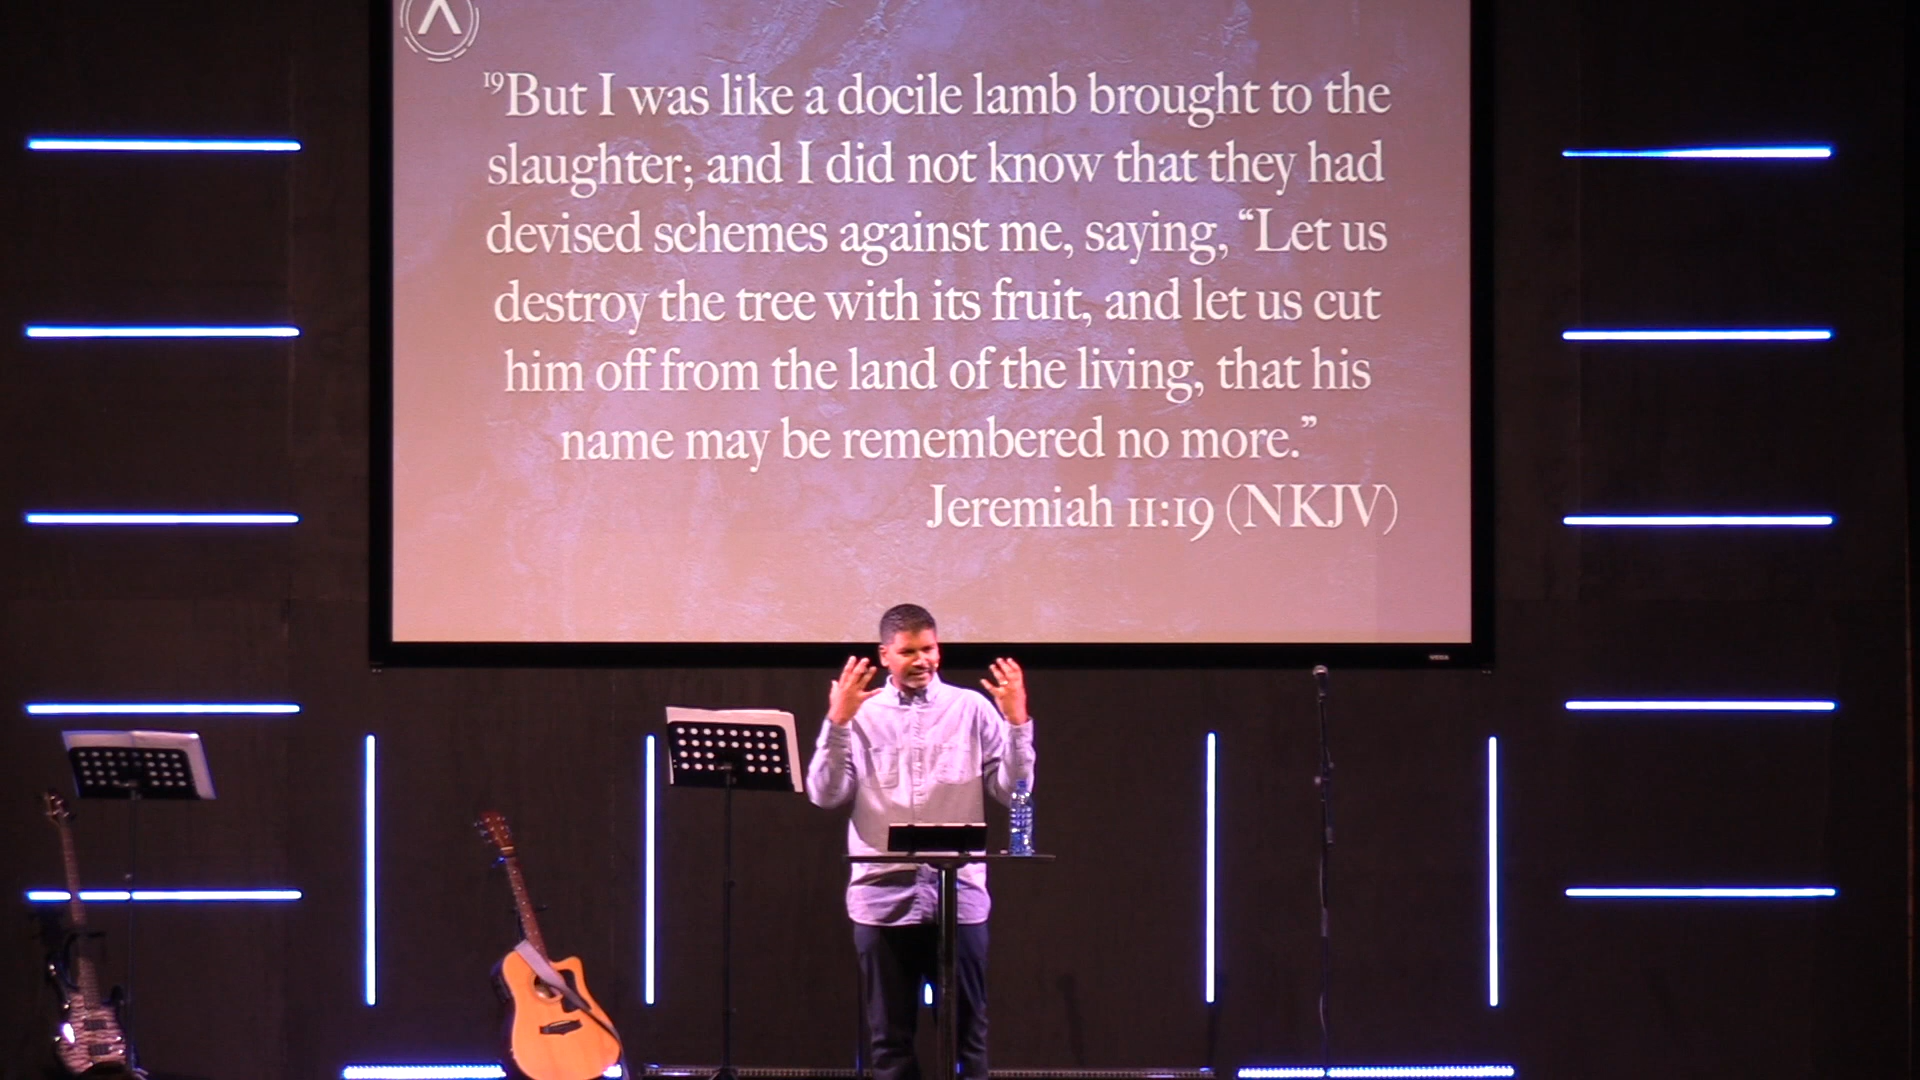 ¹⁹But I was like a docile lamb brought to the
slaughter; and I did not know that they had
devised schemes against me, saying, “Let us
destroy the tree with its fruit, and let us cut
him off from the land of the living, that his
name may be remembered no more.”
Jeremiah 11:19 (NKJV)